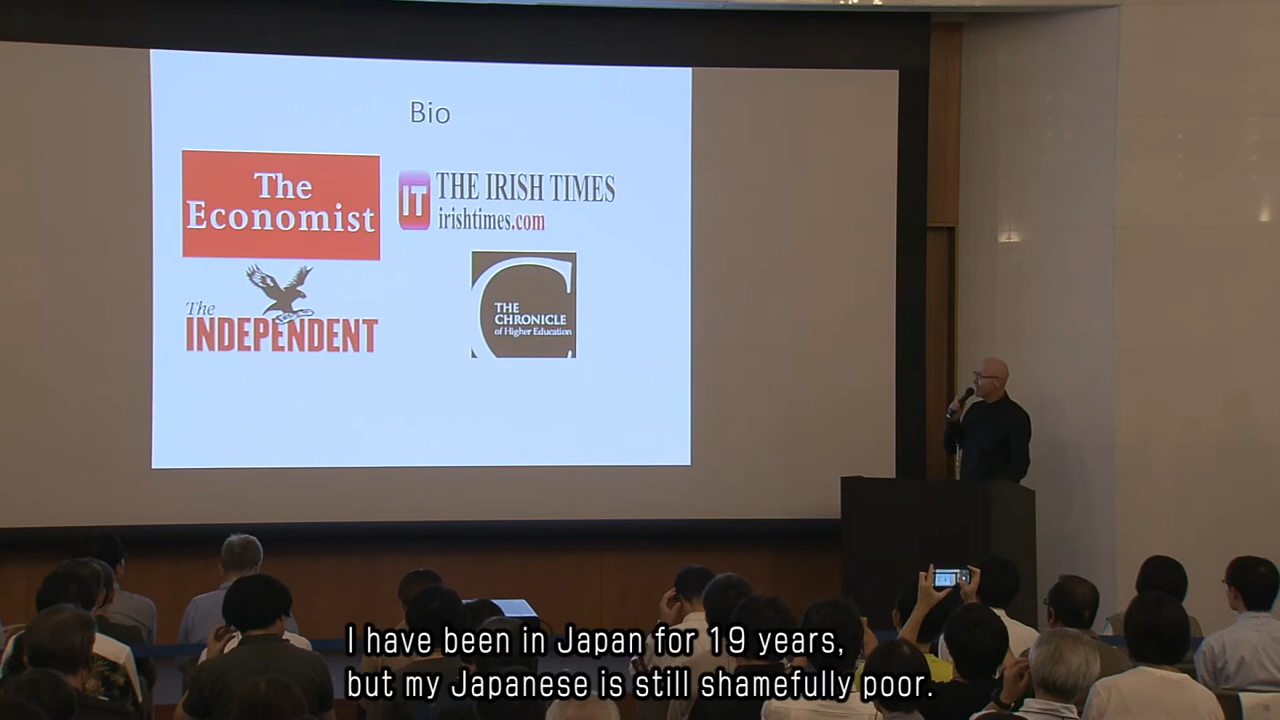 Bio
The
Economist
IT
THE IRISH TIMES
irishtimes.com
The
INDEPENDENT
THE
CHRONICLE
of Higher Education
I have been in Japan for 19 years,
but my Japanese is still shamefully poor.